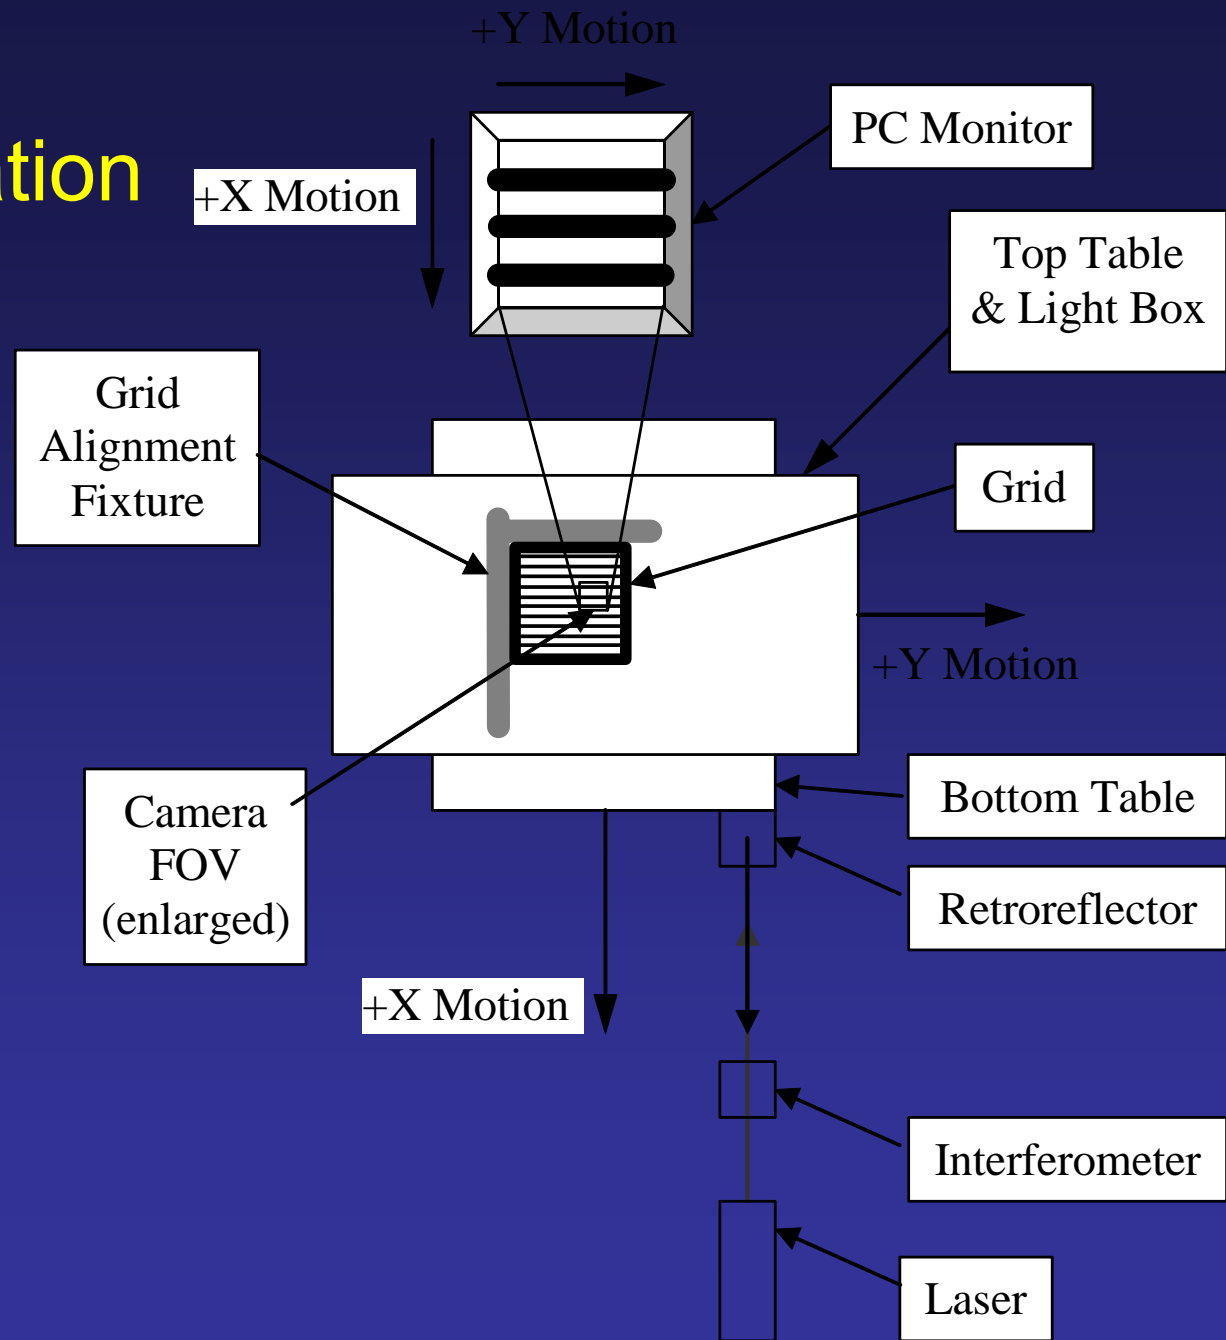 +Y Motion
ation
PC Monitor
+X Motion
Top Table
& Light Box
Grid
Alignment
Fixture
Grid
+Y Motion
Camera
FOV
(enlarged)
Bottom Table
Retroreflector
+X Motion
Interferometer
Laser